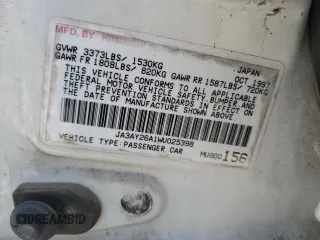 MFD. BY
JAPAN
GVWR 3373LBS/ 1530KG OCT 1997
GAWR FR 1808LBS/ 820KG GAWR RR 1587LBS/ 720KG
THIS VEHICLE CONFORMS TO ALL APPLICABLE
FEDERAL MOTOR VEHICLE SAFETY, BUMPER, AND
THEFT PREVENTION STANDARDS IN EFFECT ON
THE DATE OF MANUFACTURE SHOWN ABOVE.
JA3AY26A1WU025398
VEHICLE TYPE:PASSENGER CAR MU900156
DREAMBID